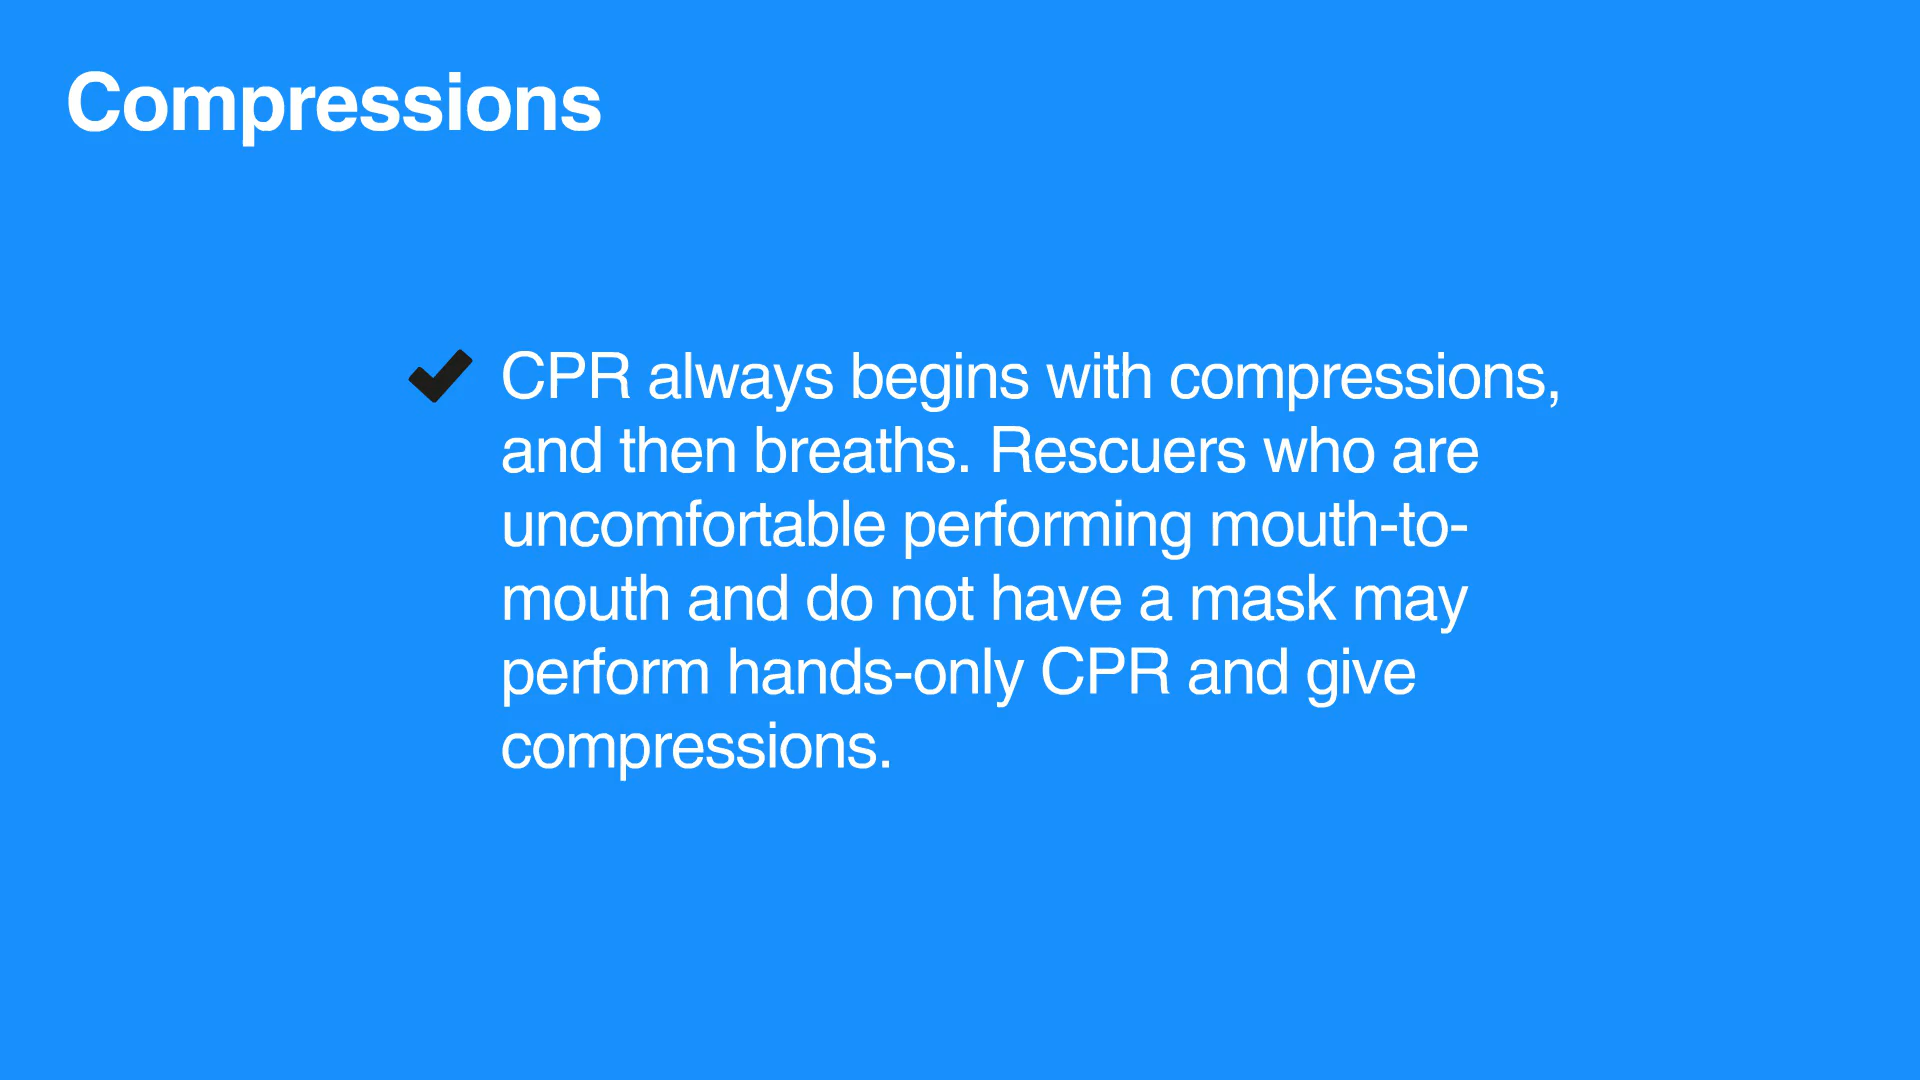 Compressions
CPR always begins with compressions,
and then breaths. Rescuers who are
uncomfortable performing mouth-to-
mouth and do not have a mask may
perform hands-only CPR and give
compressions.